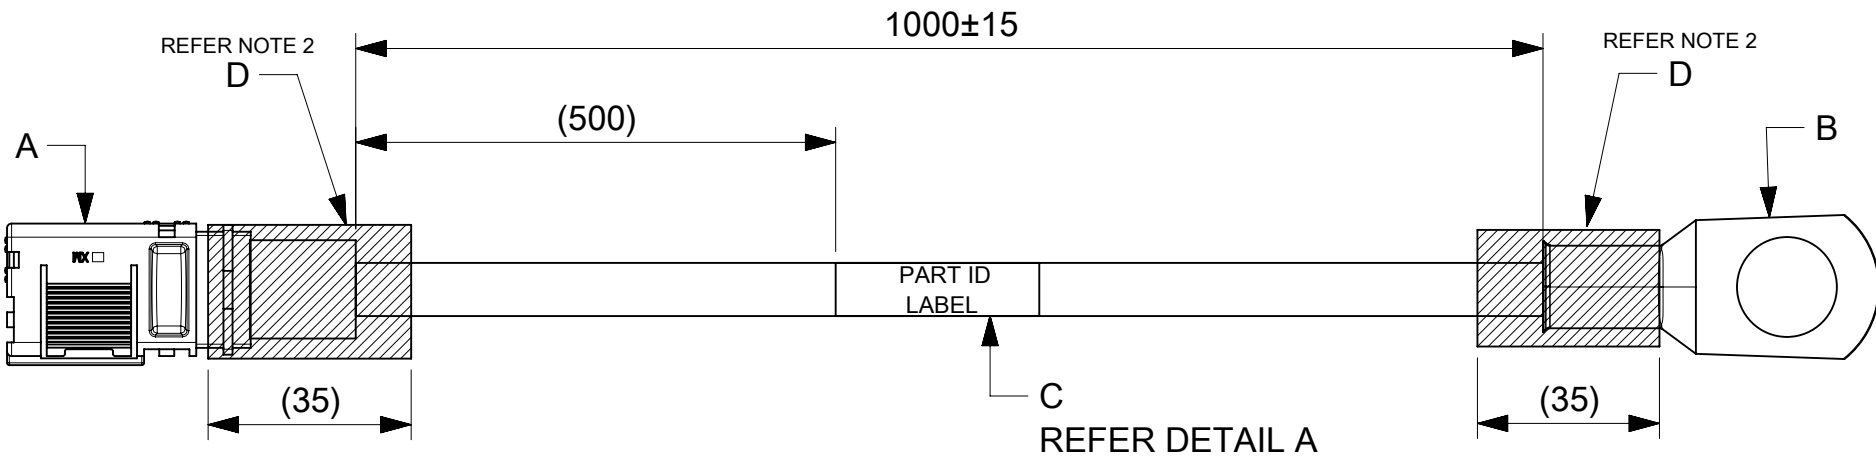 1000±15
REFER NOTE 2
D
REFER NOTE 2
D
(500)
A
B
PART ID
LABEL
C
REFER DETAIL A
(35)
(35)